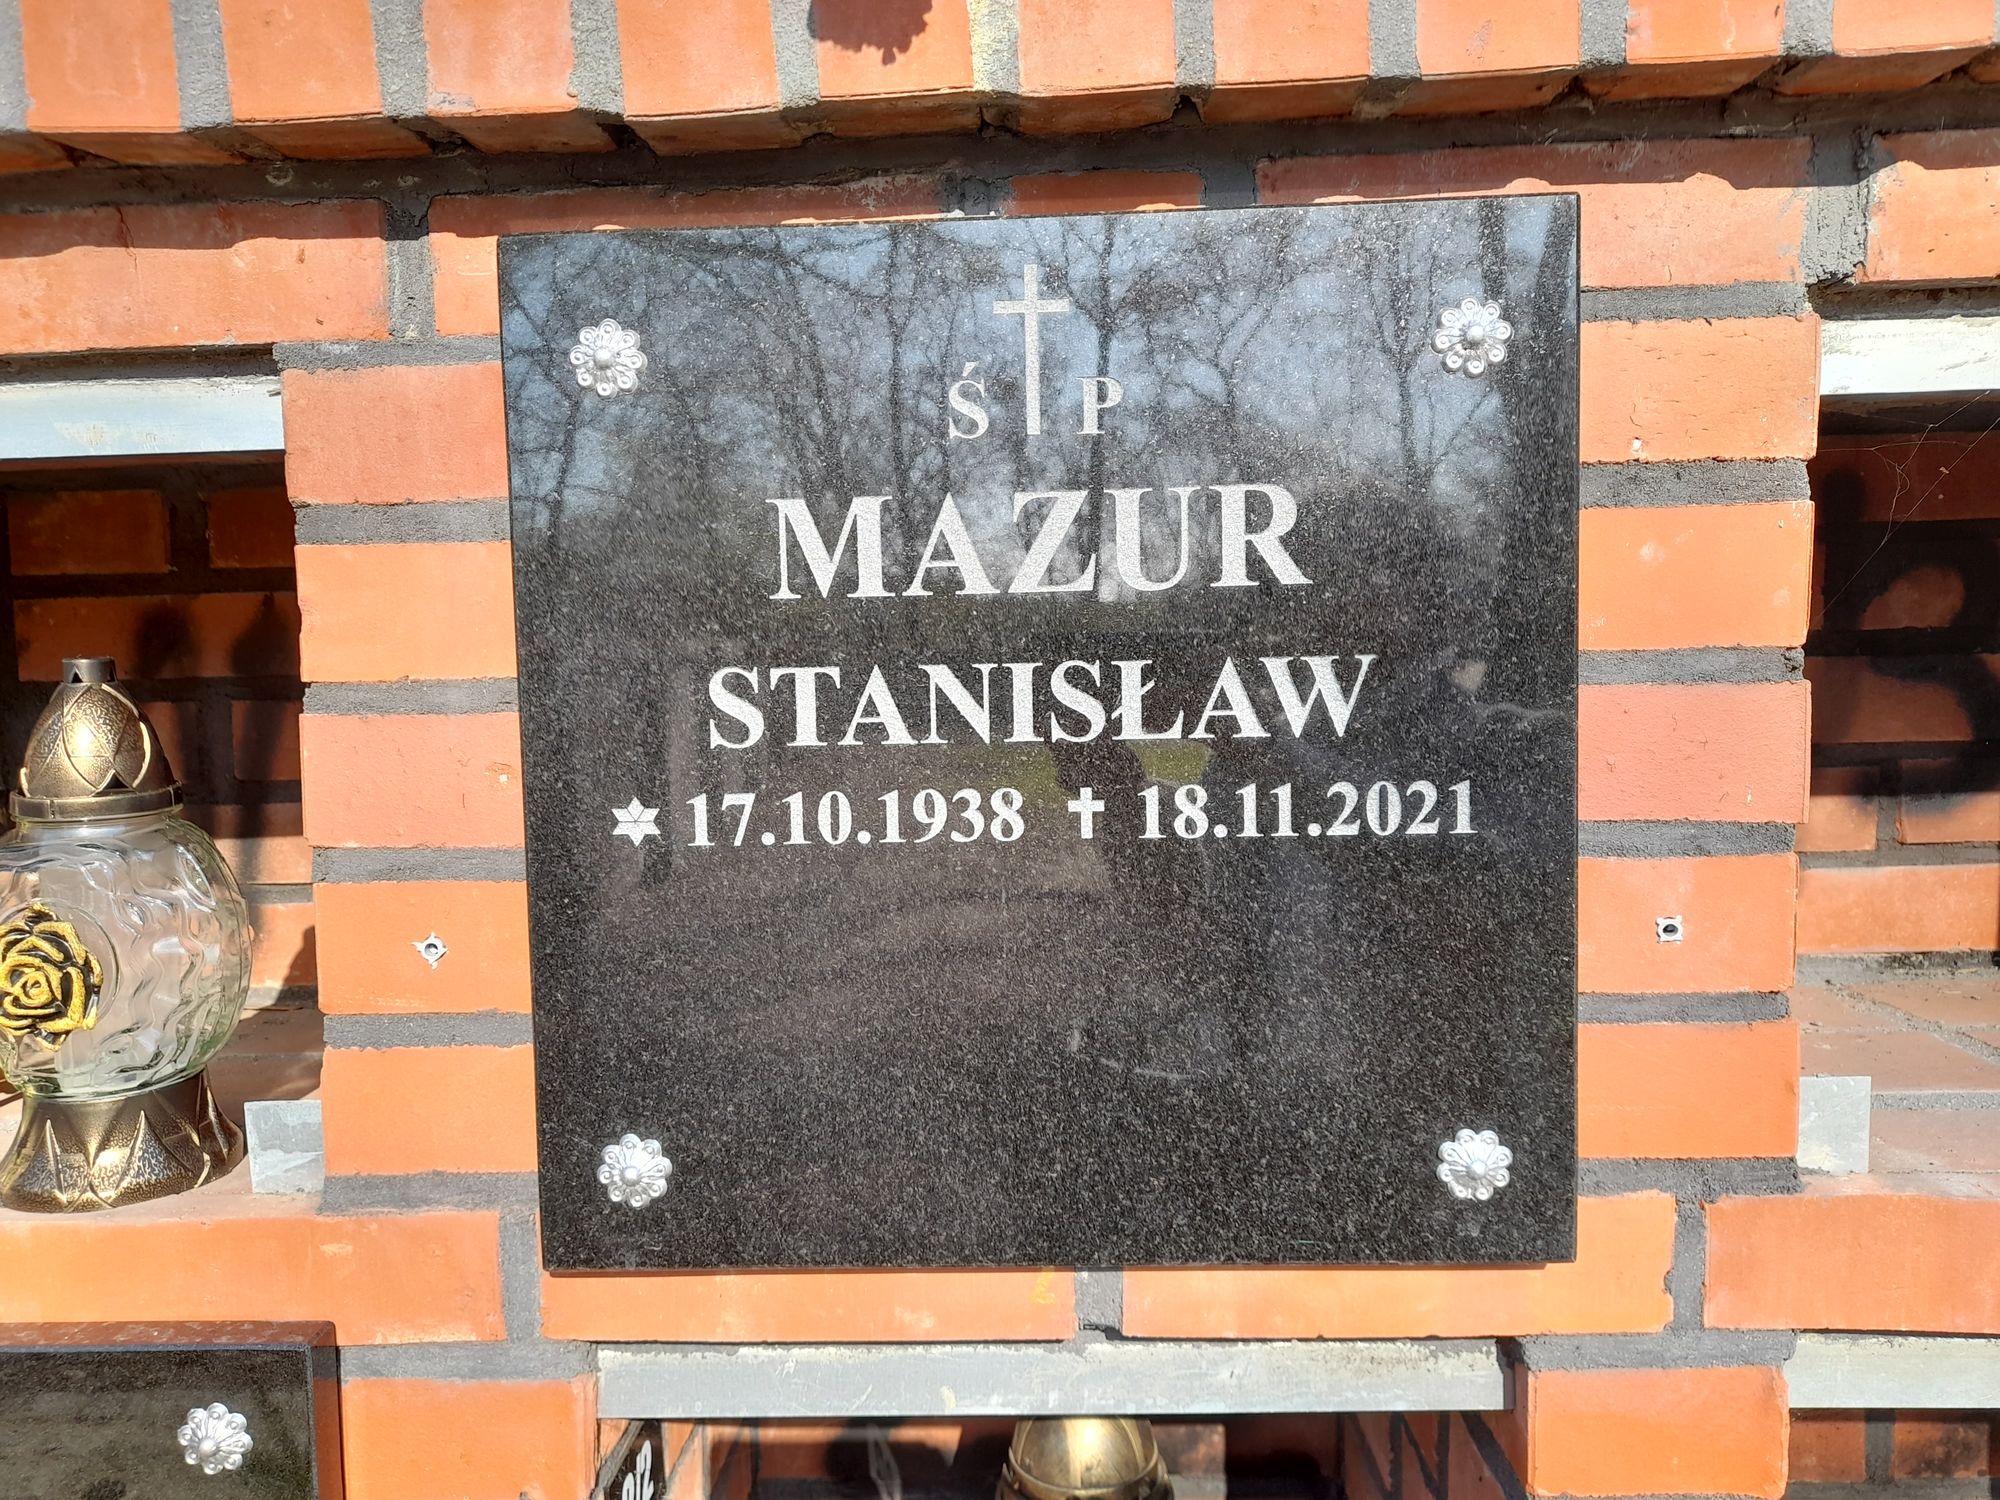 Ś P
MAZUR
STANISŁAW
17.10.1938 ✝ 18.11.2021